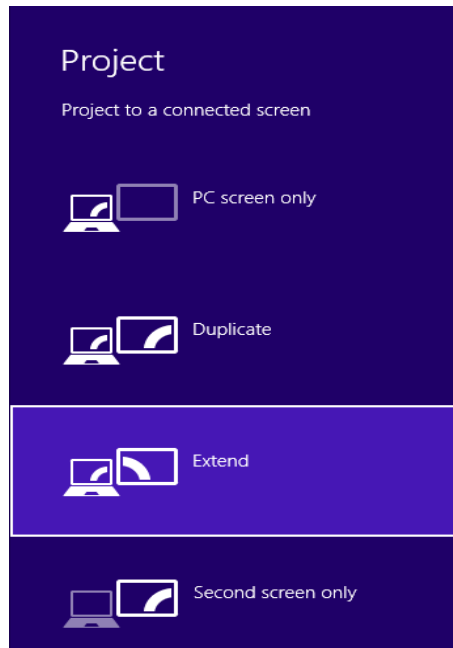 Project
Project to a connected screen
PC screen only
Duplicate
Extend
Second screen only